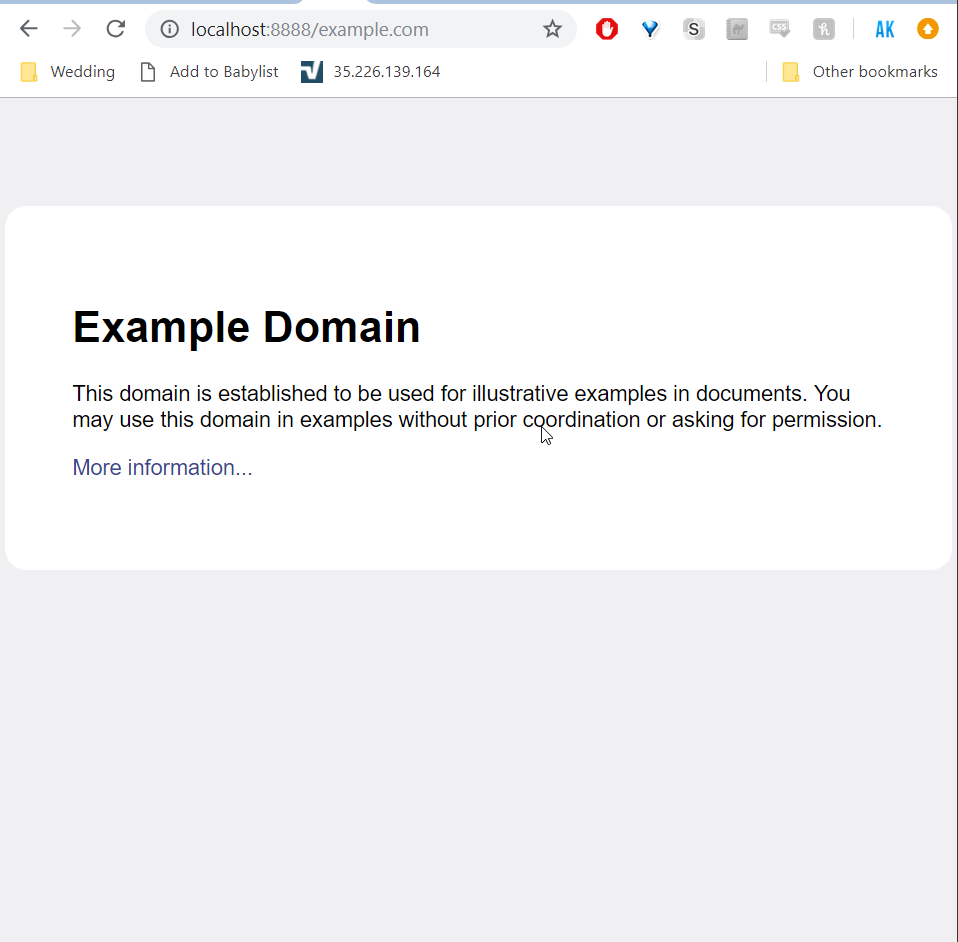 localhost:8888/example.com
S
CSS
h
AK
Wedding
Add to Babylist
35.226.139.164
Other bookmarks
Example Domain
This domain is established to be used for illustrative examples in documents. You
may use this domain in examples without prior coordination or asking for permission.
More information...